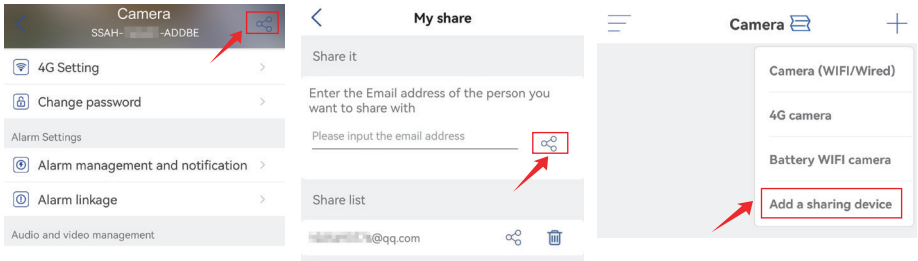 Camera
SSAH- -ADDBE
4G Setting
Change password
Alarm Settings
Alarm management and notification
Alarm linkage
Audio and video management
My share
Share it
Enter the Email address of the person you
want to share with
Please input the email address
Share list
@qq.com
Camera
Camera (WIFI/Wired)
4G camera
Battery WIFI camera
Add a sharing device